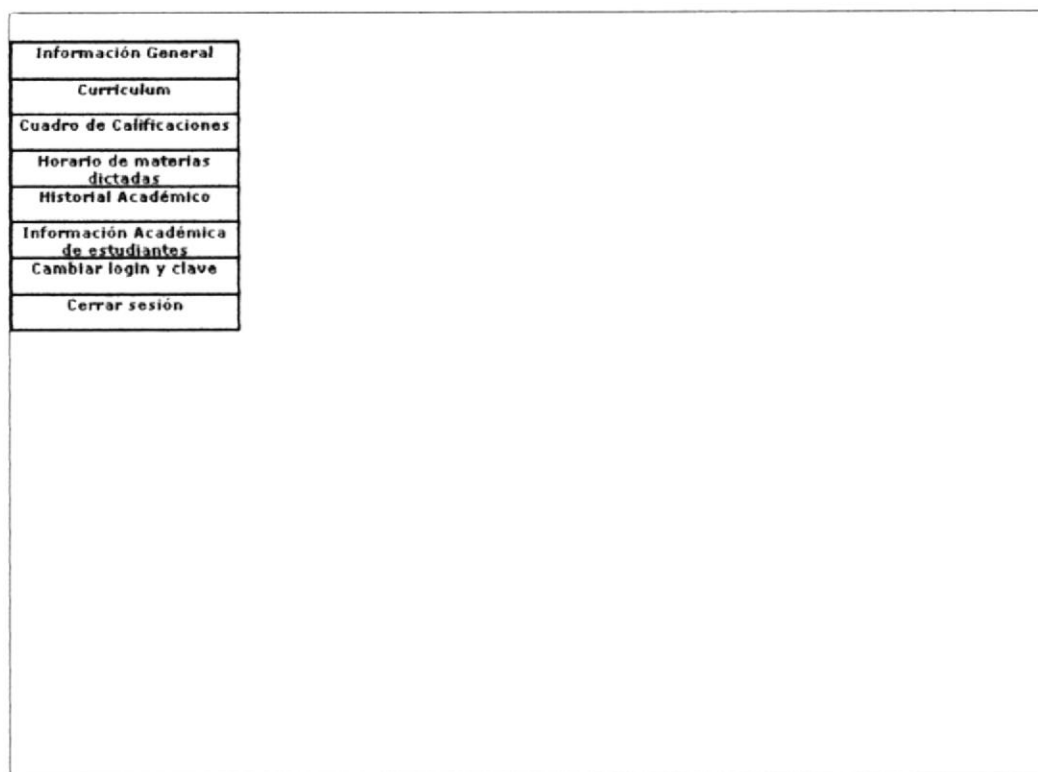 Información General
Curriculum
Cuadro de Calificaciones
Horario de materias
dictadas
Historial Académico
Información Académica
de estudiantes
Cambiar login y clave
Cerrar sesión